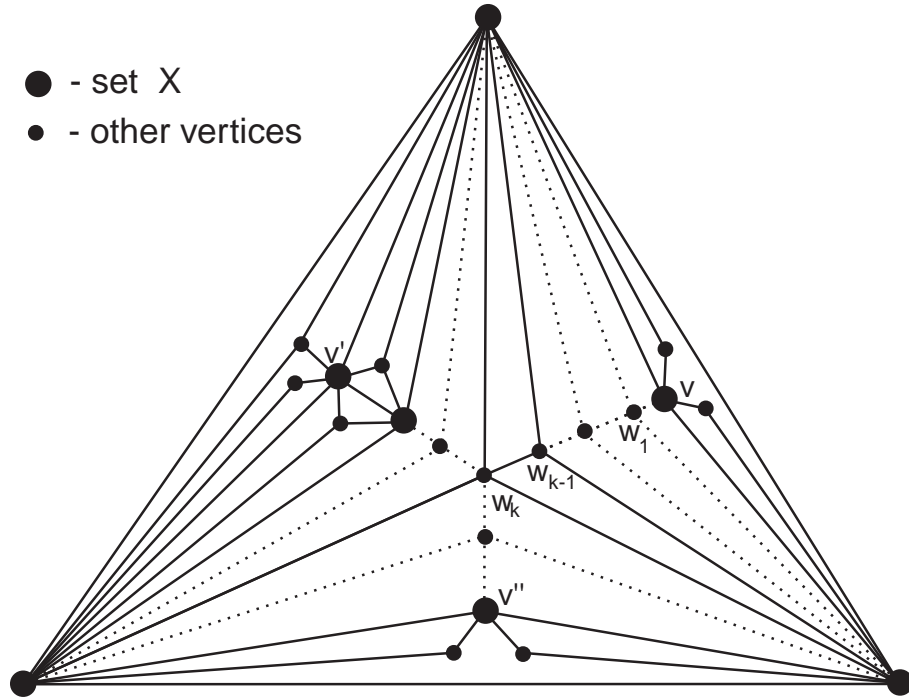 - set X
- other vertices
v'
v
w1
wk-1
wk
v''